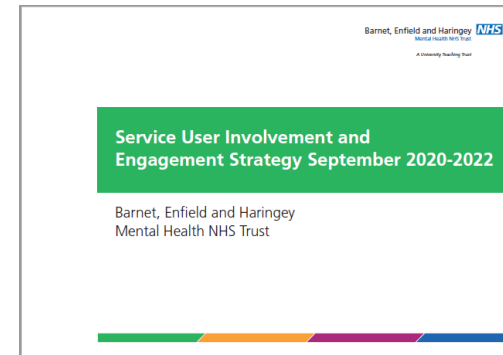 Barnet, Enfield and Haringey NHS
Mental Health NHS Trust
A University Teaching Trust
Service User Involvement and
Engagement Strategy September 2020-2022
Barnet, Enfield and Haringey
Mental Health NHS Trust